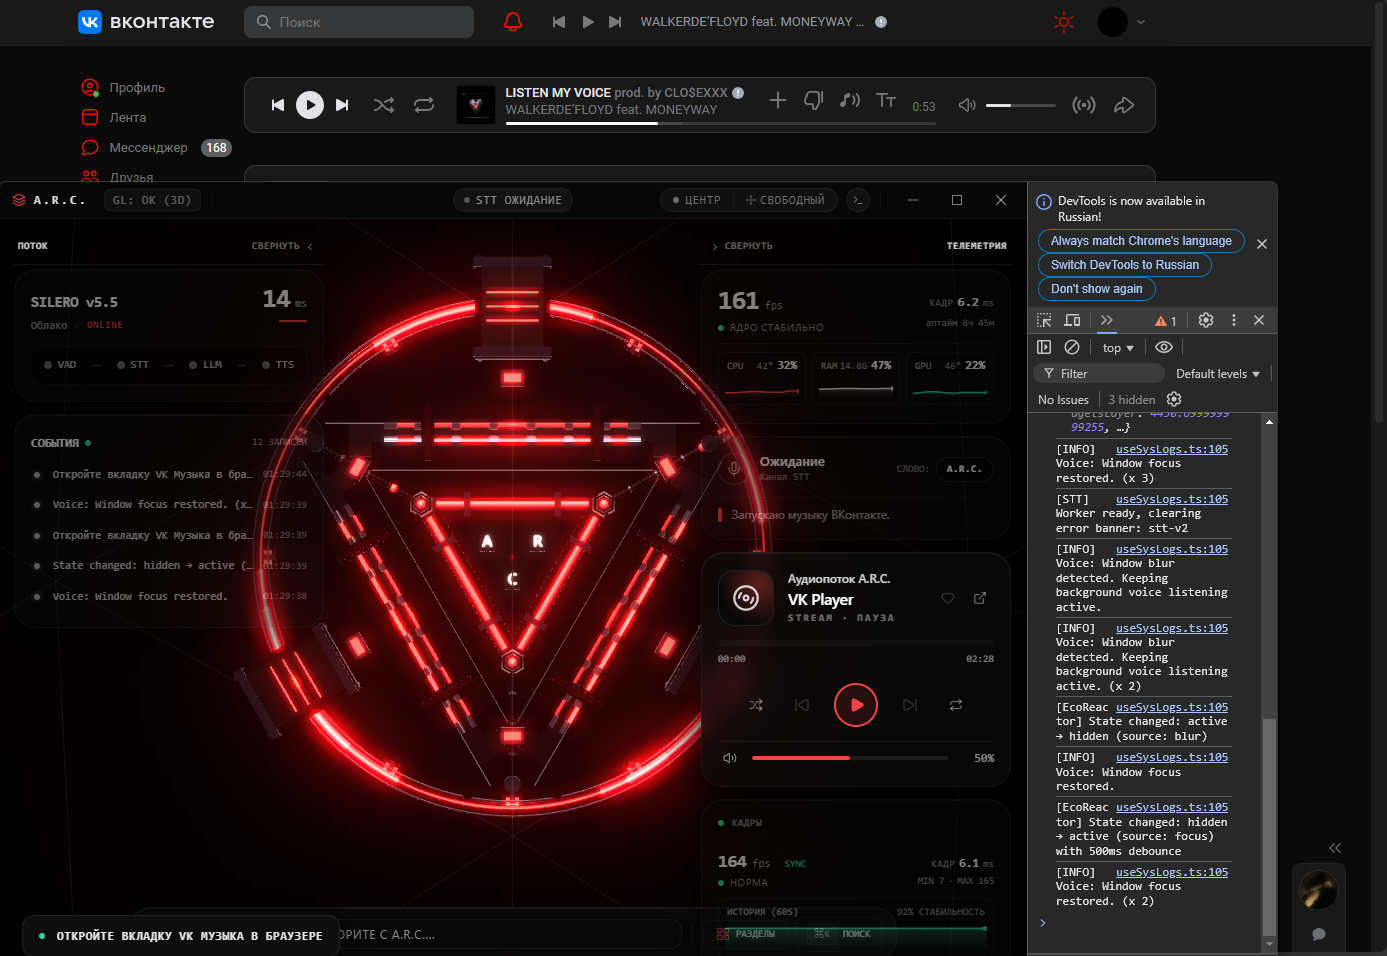 вконтакте
Поиск
WALKERDE'FLOYD feat. MONEYWAY ...
Профиль
Лента
Мессенджер 168
Друзья
LISTEN MY VOICE prod. by CLO$EXXX
WALKERDE'FLOYD feat. MONEYWAY
0:53
A.R.C.
GL: OK (3D)
STT ОЖИДАНИЕ
ЦЕНТР
СВОБОДНЫЙ
ПОТОК
СВЕРНУТЬ
SILERO v5.5
14 ms
Облако · ONLINE
VAD → STT → LLM → TTS
СОБЫТИЯ
12 ЗАПИСЕЙ
Откройте вкладку VK Музыка в бра… 01:29:44
Voice: Window focus restored. (x… 01:29:39
Откройте вкладку VK Музыка в бра… 01:29:39
State changed: hidden → active (… 01:29:39
Voice: Window focus restored. 01:29:38
A R
C
СВЕРНУТЬ
ТЕЛЕМЕТРИЯ
161 fps
КАДР 6.2 ms
ЯДРО СТАБИЛЬНО
аптайм 8ч 45м
CPU 42° 32%
RAM 14.8G 47%
GPU 46° 22%
Ожидание
Канал STT
СЛОВО: A.R.C.
Запускаю музыку ВКонтакте.
Аудиопоток A.R.C.
VK Player
STREAM · ПАУЗА
00:00
02:28
50%
КАДРЫ
164 fps SYNC
КАДР 6.1 ms
НОРМА
MIN 7 · MAX 165
ИСТОРИЯ (60S)
92% СТАБИЛЬНОСТЬ
РАЗДЕЛЫ
⌘K ПОИСК
ОРИТЕ С A.R.C....
ОТКРОЙТЕ ВКЛАДКУ VK МУЗЫКА В БРАУЗЕРЕ
DevTools is now available in
Russian!
Always match Chrome's language
Switch DevTools to Russian
Don't show again
1
top
Filter
Default levels
No Issues
3 hidden
99255, …}
[INFO] useSysLogs.ts:105
Voice: Window focus
restored. (x 3)
[STT] useSysLogs.ts:105
Worker ready, clearing
error banner: stt-v2
[INFO] useSysLogs.ts:105
Voice: Window blur
detected. Keeping
background voice listening
active.
[INFO] useSysLogs.ts:105
Voice: Window blur
detected. Keeping
background voice listening
active. (x 2)
[EcoReac useSysLogs.ts:105
tor] State changed: active
→ hidden (source: blur)
[INFO] useSysLogs.ts:105
Voice: Window focus
restored.
[EcoReac useSysLogs.ts:105
tor] State changed: hidden
→ active (source: focus)
with 500ms debounce
[INFO] useSysLogs.ts:105
Voice: Window focus
restored. (x 2)